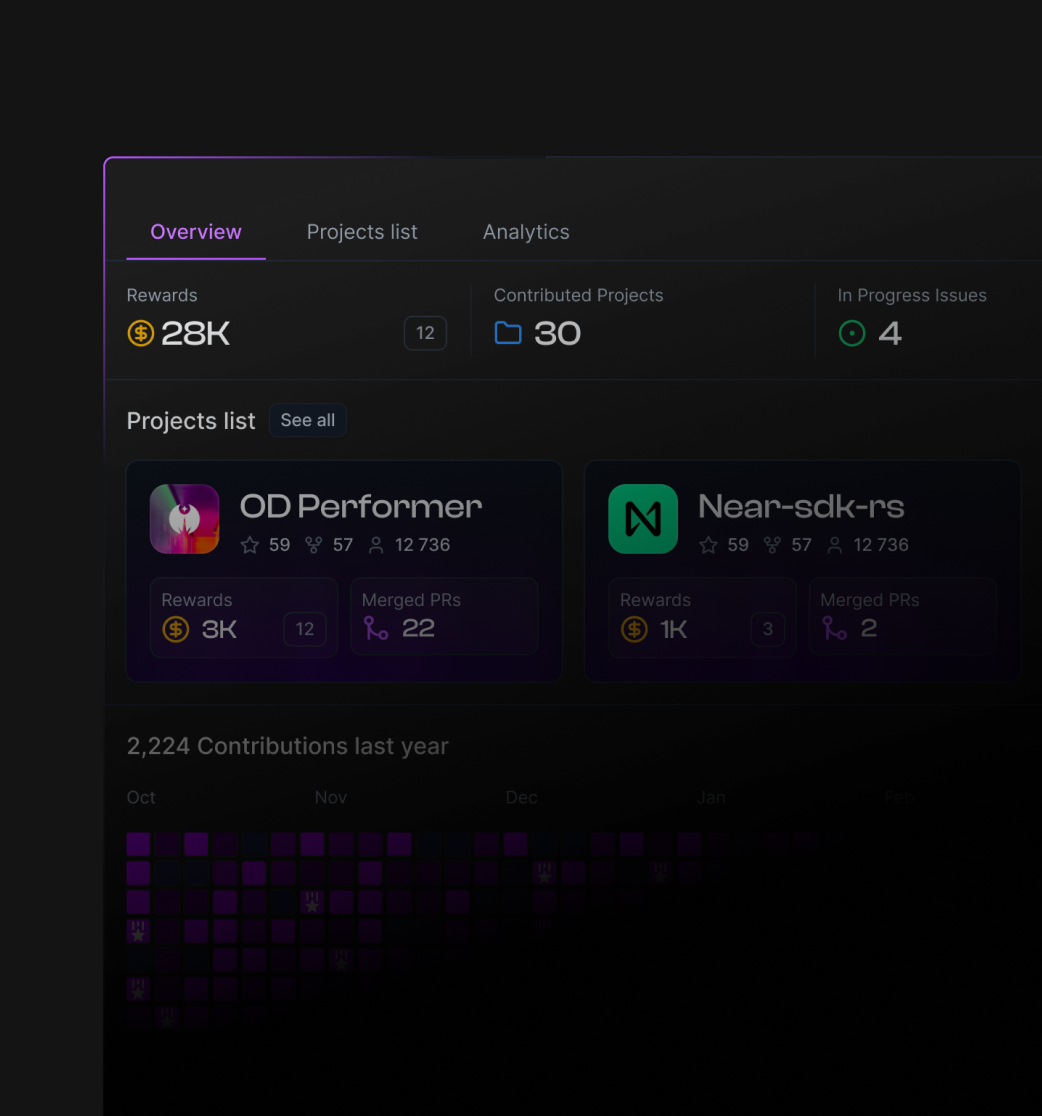 Overview Projects list Analytics
Rewards Contributed Projects In Progress Issues
28K 12 30 4
Projects list See all
OD Performer Near-sdk-rs
59 57 12 736 59 57 12 736
Rewards Merged PRs Rewards Merged PRs
3K 12 22 1K 3 2
2,224 Contributions last year
Oct Nov Dec Jan Feb